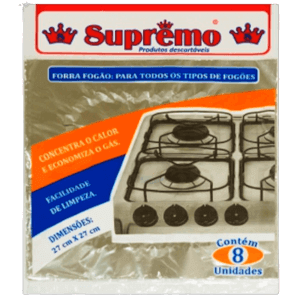 Supremo
Produtos descartáveis
FORRA FOGÃO: PARA TODOS OS TIPOS DE FOGÕES
CONCENTRA O CALOR
E ECONOMIZA O GÁS.
FACILIDADE
DE LIMPEZA.
DIMENSÕES:
27 cm X 27 cm
Contém
8
Unidades